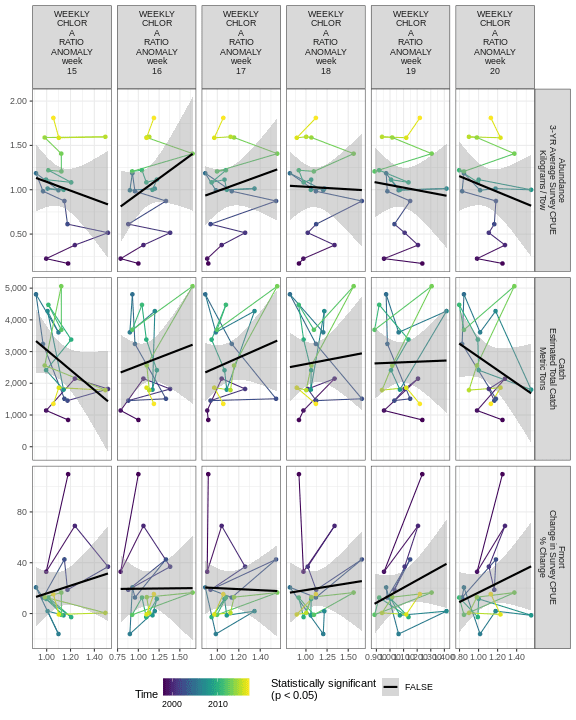 WEEKLY
CHLOR
A
RATIO
ANOMALY
week
15
WEEKLY
CHLOR
A
RATIO
ANOMALY
week
16
WEEKLY
CHLOR
A
RATIO
ANOMALY
week
17
WEEKLY
CHLOR
A
RATIO
ANOMALY
week
18
WEEKLY
CHLOR
A
RATIO
ANOMALY
week
19
WEEKLY
CHLOR
A
RATIO
ANOMALY
week
20
2.00
1.50
1.00
0.50
Abundance
3-YR Average Survey CPUE
Kilograms / Tow
5,000
4,000
3,000
2,000
1,000
0
Catch
Estimated Total Catch
Metric Tons
80
40
0
Fmort
Change in Survey CPUE
% Change
1.00 1.20 1.40
0.75 1.00 1.25 1.50
1.00 1.25 1.50
1.00 1.25 1.50
0.80 1.00 1.20 1.40
Time
2000 2010
Statistically significant
(p < 0.05)
FALSE